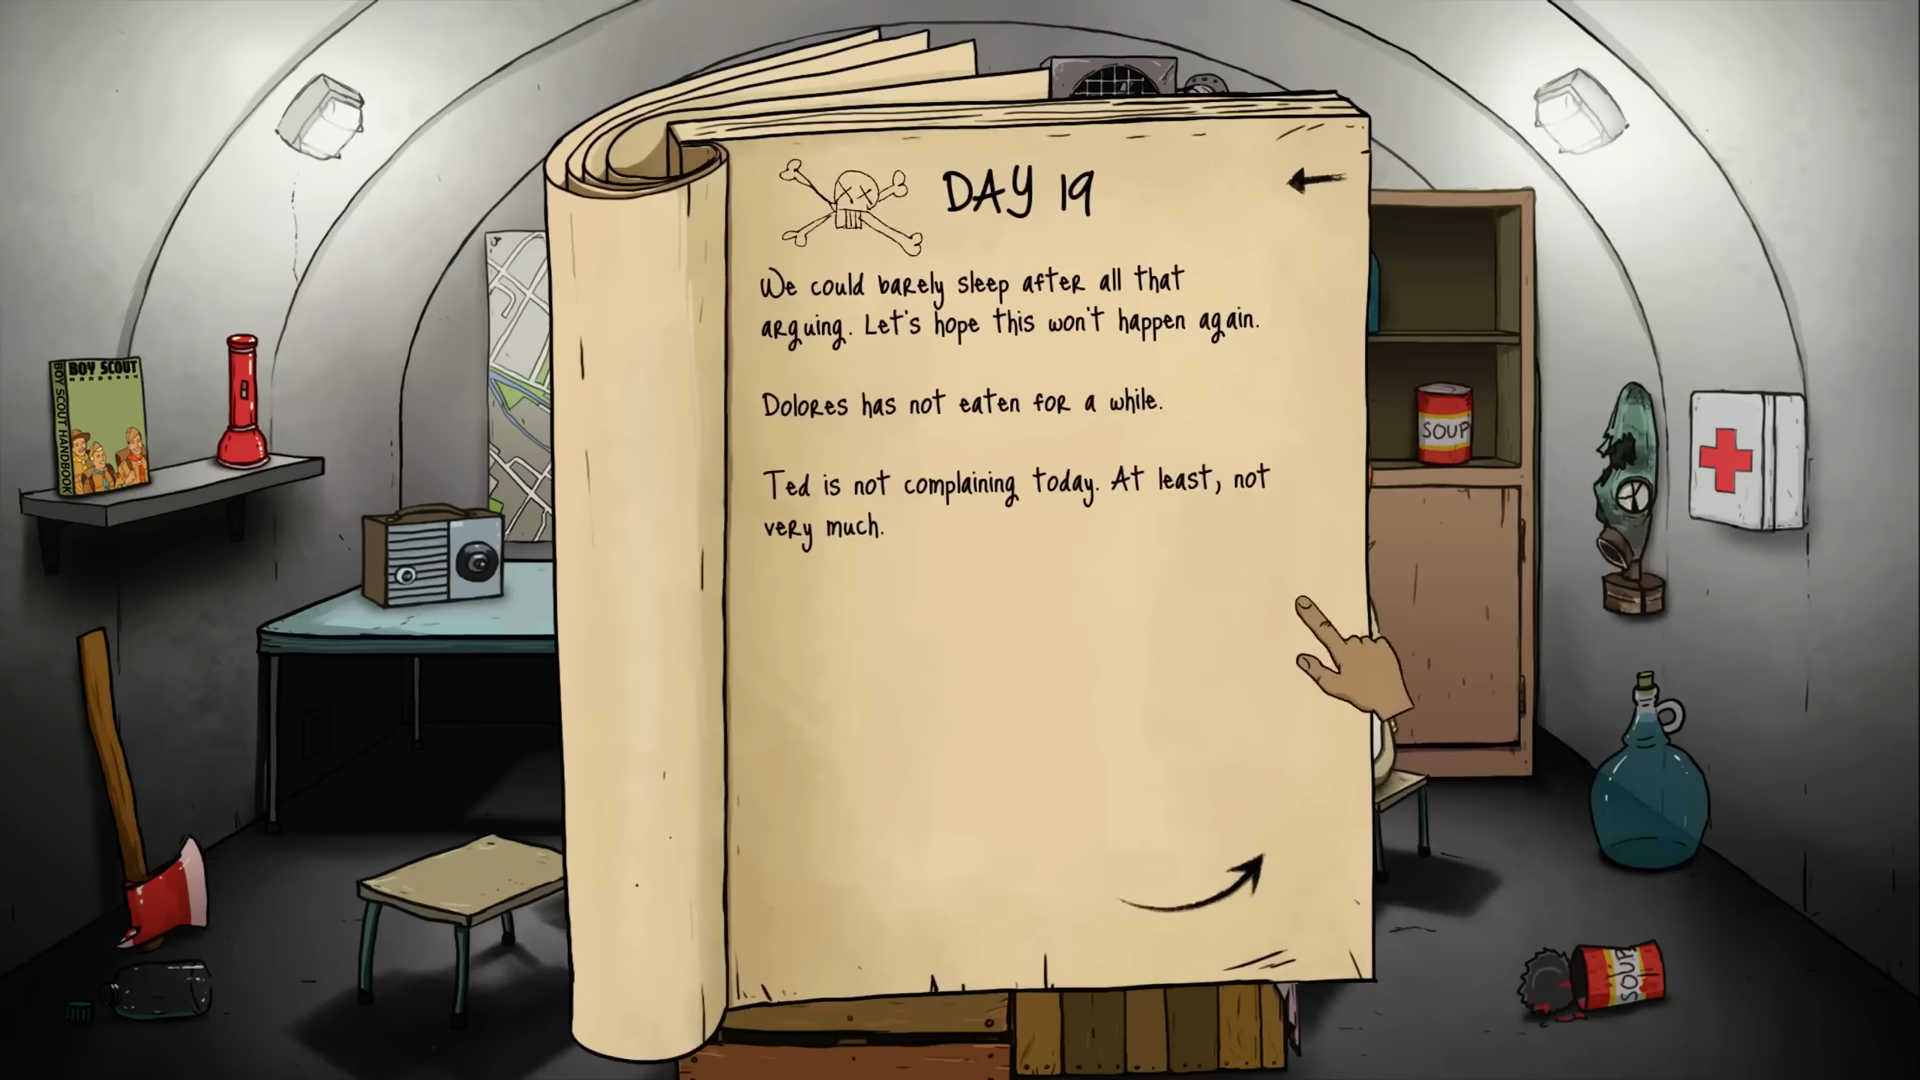 DAY 19
We could barely sleep after all that
arguing. Let's hope this won't happen again.
Dolores has not eaten for a while.
Ted is not complaining today. At least, not
very much.
BOY SCOUT
HANDBOOK
BOY SCOUT HANDBOOK
SOUP
SOUP